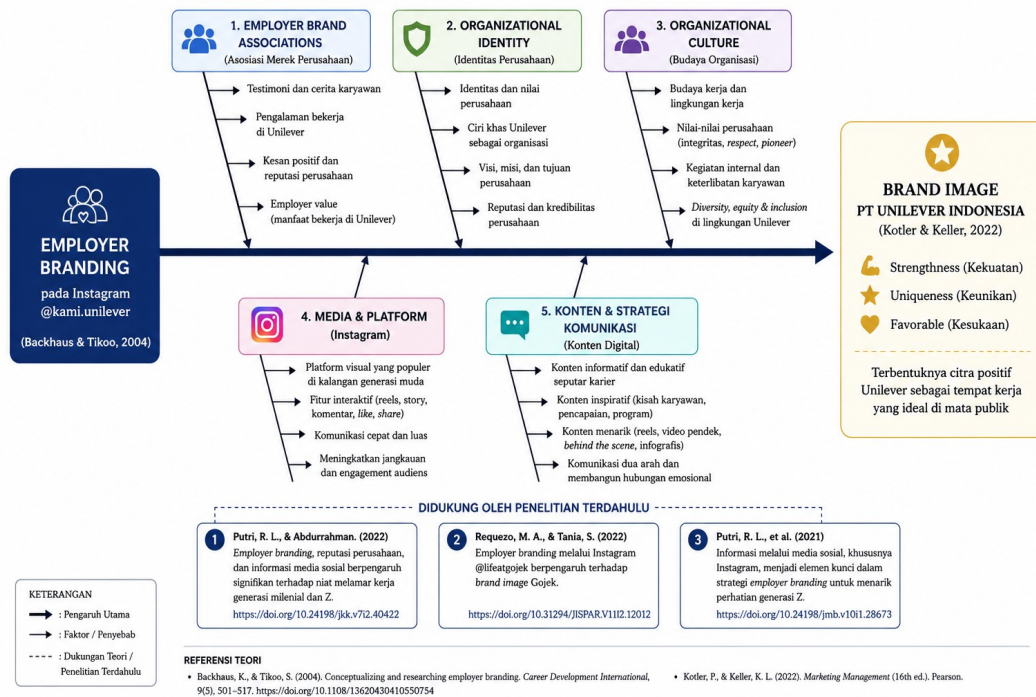 1. EMPLOYER BRAND
ASSOCIATIONS
(Asosiasi Merek Perusahaan)
Testimoni dan cerita karyawan
Pengalaman bekerja
di Unilever
Kesan positif dan
reputasi perusahaan
Employer value
(manfaat bekerja di Unilever)
2. ORGANIZATIONAL
IDENTITY
(Identitas Perusahaan)
Identitas dan nilai
perusahaan
Ciri khas Unilever
sebagai organisasi
Visi, misi, dan tujuan
perusahaan
Reputasi dan kredibilitas
perusahaan
3. ORGANIZATIONAL
CULTURE
(Budaya Organisasi)
Budaya kerja dan
lingkungan kerja
Nilai-nilai perusahaan
(integritas, respect, pioneer)
Kegiatan internal dan
keterlibatan karyawan
Diversity, equity & inclusion
di lingkungan Unilever
EMPLOYER
BRANDING
pada Instagram
@kami.unilever
(Backhaus & Tikoo, 2004)
BRAND IMAGE
PT UNILEVER INDONESIA
(Kotler & Keller, 2022)
Strengthness (Kekuatan)
Uniqueness (Keunikan)
Favorable (Kesukaan)
Terbentuknya citra positif
Unilever sebagai tempat kerja
yang ideal di mata publik
4. MEDIA & PLATFORM
(Instagram)
Platform visual yang populer
di kalangan generasi muda
Fitur interaktif (reels, story,
komentar, like, share)
Komunikasi cepat dan luas
Meningkatkan jangkauan
dan engagement audiens
5. KONTEN & STRATEGI
KOMUNIKASI
(Konten Digital)
Konten informatif dan edukatif
seputar karier
Konten inspiratif (kisah karyawan,
pencapaian, program)
Konten menarik (reels, video pendek,
behind the scene, infografis)
Komunikasi dua arah dan
membangun hubungan emosional
DIDUKUNG OLEH PENELITIAN TERDAHULU
1
Putri, R. L., & Abdurrahman. (2022)
Employer branding, reputasi perusahaan,
dan informasi media sosial berpengaruh
signifikan terhadap niat melamar kerja
generasi milenial dan Z.
https://doi.org/10.24198/jkk.v7i2.40422
2
Requezo, M. A., & Tania, S. (2022)
Employer branding melalui Instagram
@lifeatgojek berpengaruh terhadap
brand image Gojek.
https://doi.org/10.31294/JISPAR.V11I2.12012
3
Putri, R. L., et al. (2021)
Informasi melalui media sosial, khususnya
Instagram, menjadi elemen kunci dalam
strategi employer branding untuk menarik
perhatian generasi Z.
https://doi.org/10.24198/jmb.v10i1.28673
KETERANGAN
: Pengaruh Utama
: Faktor / Penyebab
: Dukungan Teori /
Penelitian Terdahulu
REFERENSI TEORI
• Backhaus, K., & Tikoo, S. (2004). Conceptualizing and researching employer branding. Career Development International,
9(5), 501–517. https://doi.org/10.1108/13620430410550754
• Kotler, P., & Keller, K. L. (2022). Marketing Management (16th ed.). Pearson.